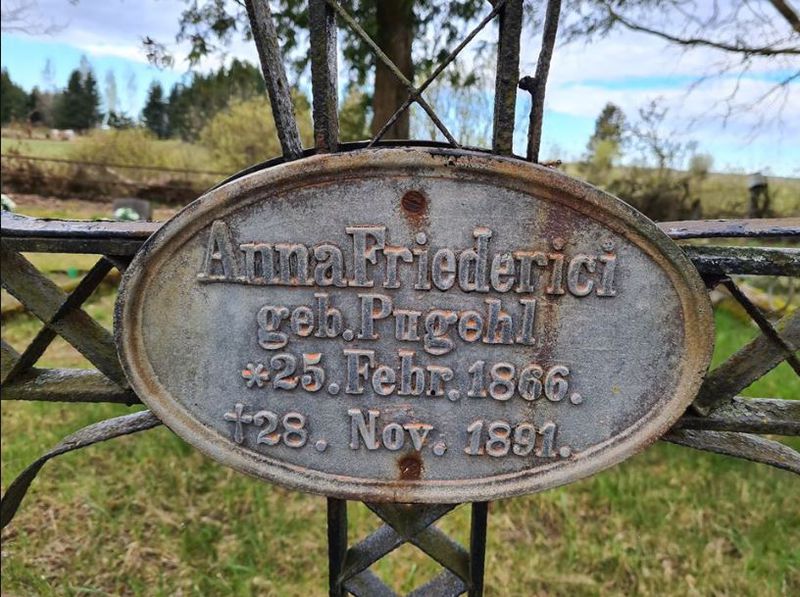 Anna Friederici
geb. Pugehl
*25. Febr. 1866.
†28. Nov. 1891.